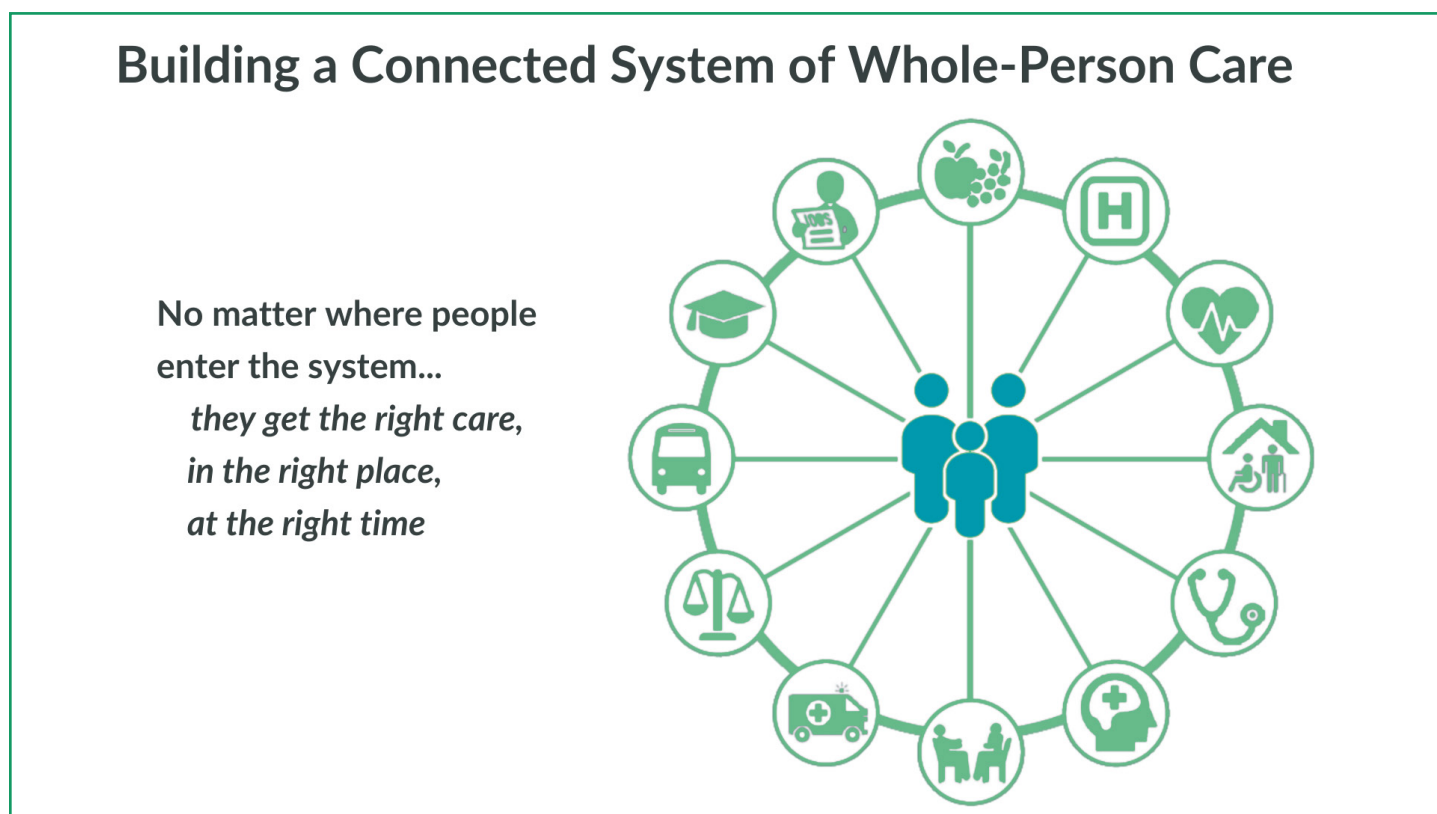 Building a Connected System of Whole-Person Care
JOBS
H
No matter where people
enter the system...
they get the right care,
in the right place,
at the right time